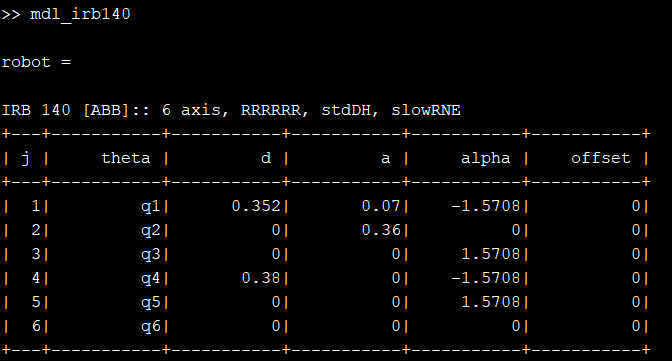 >> mdl_irb140
robot =
IRB 140 [ABB]:: 6 axis, RRRRRR, stdDH, slowRNE
+---+-----------+-----------+-----------+-----------+-----------+
| j |     theta |         d |         a |     alpha |    offset |
+---+-----------+-----------+-----------+-----------+-----------+
|  1|         q1|      0.352|       0.07|    -1.5708|          0|
|  2|         q2|          0|       0.36|          0|          0|
|  3|         q3|          0|          0|     1.5708|          0|
|  4|         q4|       0.38|          0|    -1.5708|          0|
|  5|         q5|          0|          0|     1.5708|          0|
|  6|         q6|          0|          0|          0|          0|
+---+-----------+-----------+-----------+-----------+-----------+